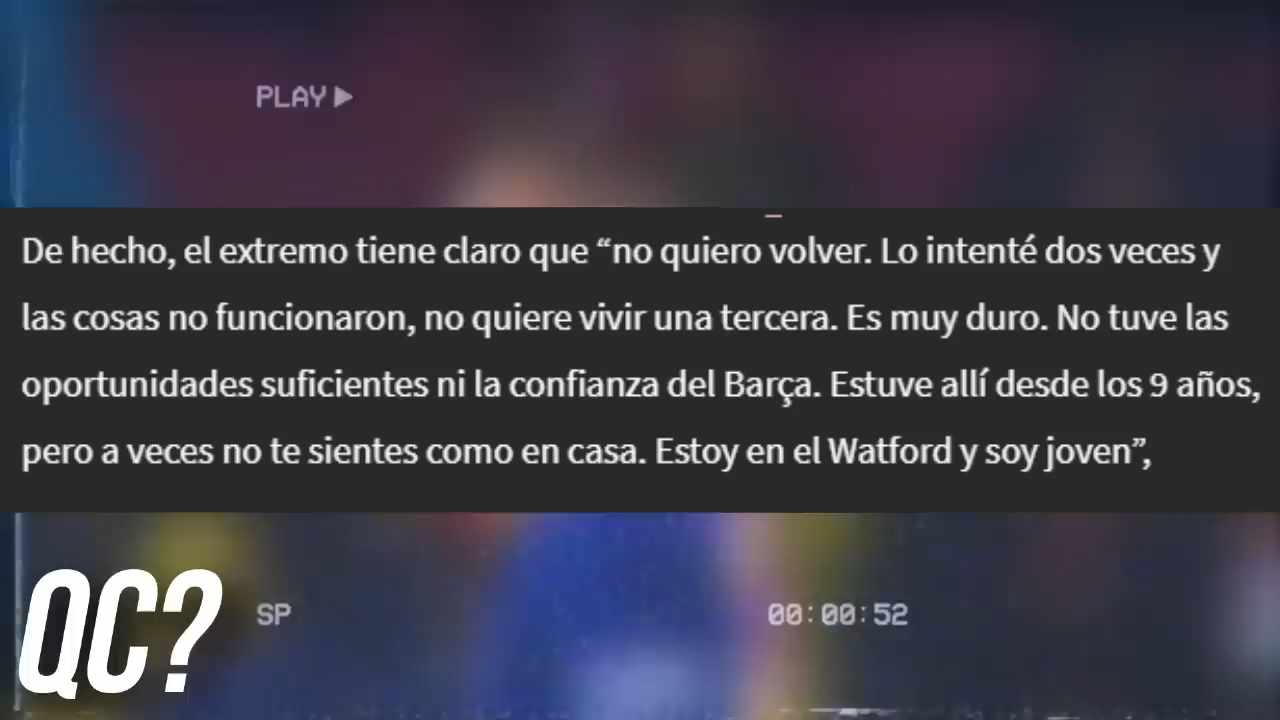 PLAY
De hecho, el extremo tiene claro que “no quiero volver. Lo intenté dos veces y
las cosas no funcionaron, no quiere vivir una tercera. Es muy duro. No tuve las
oportunidades suficientes ni la confianza del Barça. Estuve allí desde los 9 años,
pero a veces no te sientes como en casa. Estoy en el Watford y soy joven”,
QC?
SP
00:00:52